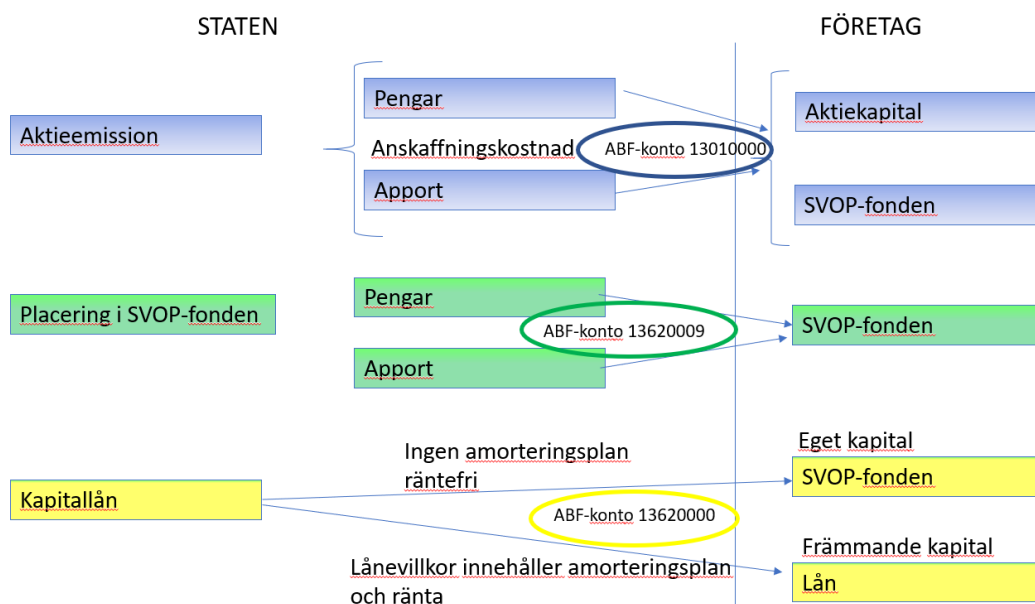 STATEN
FÖRETAG
Pengar
Aktiekapital
Aktieemission
Anskaffningskostnad
ABF-konto 13010000
Apport
SVOP-fonden
Pengar
Placering i SVOP-fonden
ABF-konto 13620009
SVOP-fonden
Apport
Ingen amorteringsplan
räntefri
Eget kapital
SVOP-fonden
Kapitallån
ABF-konto 13620000
Främmande kapital
Lånevillkor innehåller amorteringsplan
och ränta
Lån